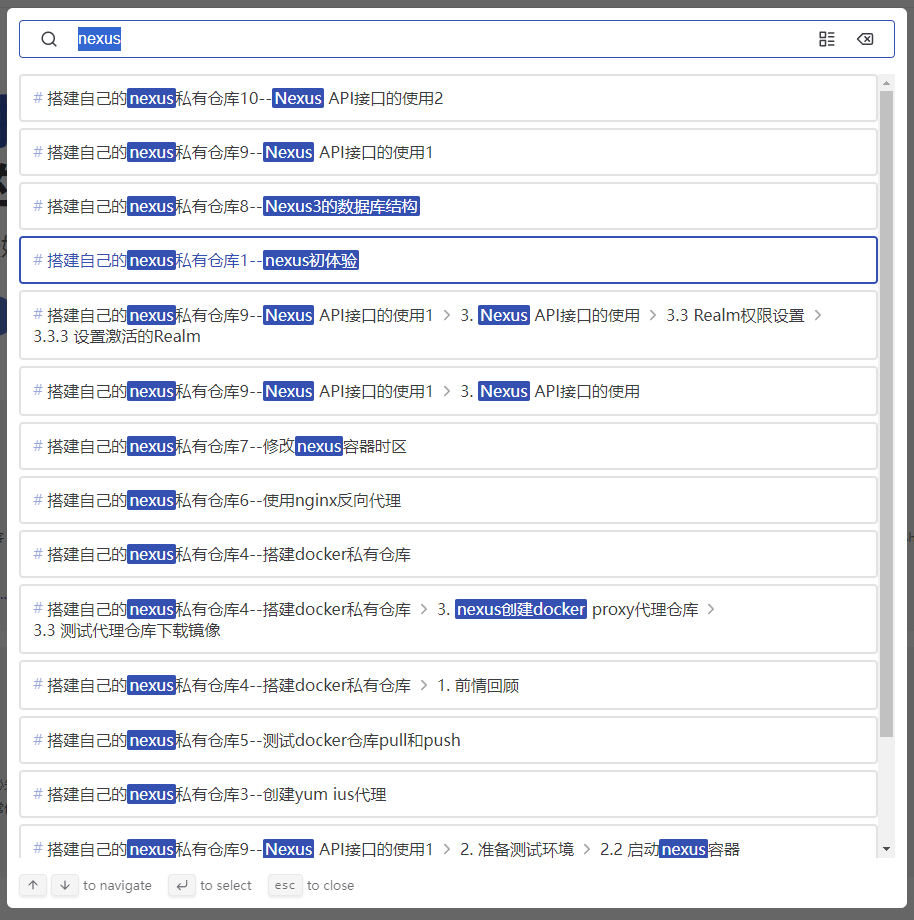 nexus
# 搭建自己的nexus私有仓库10--Nexus API接口的使用2
# 搭建自己的nexus私有仓库9--Nexus API接口的使用1
# 搭建自己的nexus私有仓库8--Nexus3的数据库结构
# 搭建自己的nexus私有仓库1--nexus初体验
# 搭建自己的nexus私有仓库9--Nexus API接口的使用1 > 3. Nexus API接口的使用 > 3.3 Realm权限设置 >
3.3.3 设置激活的Realm
# 搭建自己的nexus私有仓库9--Nexus API接口的使用1 > 3. Nexus API接口的使用
# 搭建自己的nexus私有仓库7--修改nexus容器时区
# 搭建自己的nexus私有仓库6--使用nginx反向代理
# 搭建自己的nexus私有仓库4--搭建docker私有仓库
# 搭建自己的nexus私有仓库4--搭建docker私有仓库 > 3. nexus创建docker proxy代理仓库 >
3.3 测试代理仓库下载镜像
# 搭建自己的nexus私有仓库4--搭建docker私有仓库 > 1. 前情回顾
# 搭建自己的nexus私有仓库5--测试docker仓库pull和push
# 搭建自己的nexus私有仓库3--创建yum ius代理
# 搭建自己的nexus私有仓库9--Nexus API接口的使用1 > 2. 准备测试环境 > 2.2 启动nexus容器
↑ ↓ to navigate ↵ to select esc to close